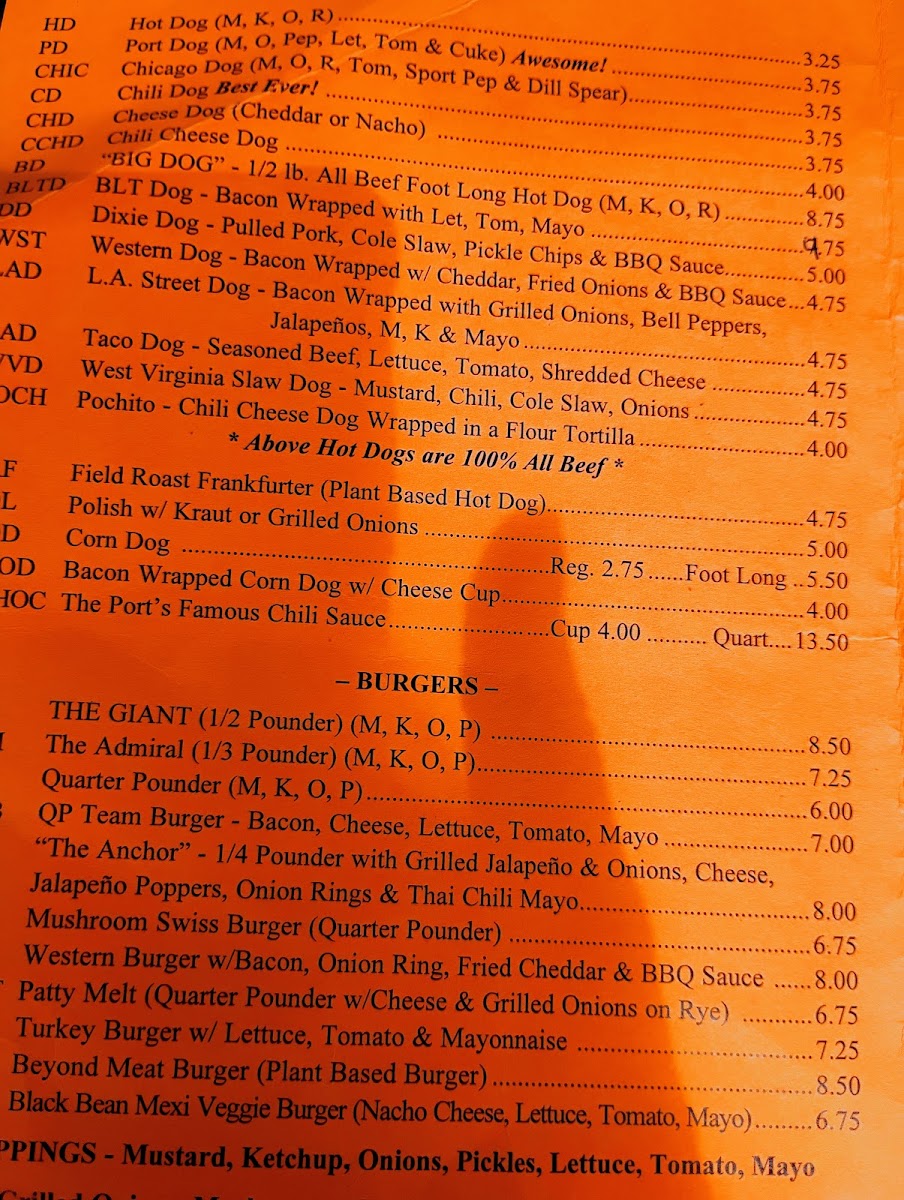 HD Hot Dog (M, K, O, R) 3.25
PD Port Dog (M, O, Pep, Let, Tom & Cuke) Awesome! 3.75
CHIC Chicago Dog (M, O, R, Tom, Sport Pep & Dill Spear) 3.75
CD Chili Dog Best Ever! 3.75
CHD Cheese Dog (Cheddar or Nacho) 3.75
CCHD Chili Cheese Dog 4.00
BD "BIG DOG" - 1/2 lb. All Beef Foot Long Hot Dog (M, K, O, R) 8.75
BLTD BLT Dog - Bacon Wrapped with Let, Tom, Mayo .75
DD Dixie Dog - Pulled Pork, Cole Slaw, Pickle Chips & BBQ Sauce 5.00
WST Western Dog - Bacon Wrapped w/ Cheddar, Fried Onions & BBQ Sauce 4.75
LAD L.A. Street Dog - Bacon Wrapped with Grilled Onions, Bell Peppers,
Jalapeños, M, K & Mayo 4.75
AD Taco Dog - Seasoned Beef, Lettuce, Tomato, Shredded Cheese 4.75
VD West Virginia Slaw Dog - Mustard, Chili, Cole Slaw, Onions 4.75
OCH Pochito - Chili Cheese Dog Wrapped in a Flour Tortilla 4.00
* Above Hot Dogs are 100% All Beef *
F Field Roast Frankfurter (Plant Based Hot Dog) 4.75
L Polish w/ Kraut or Grilled Onions 5.00
D Corn Dog Reg. 2.75 Foot Long 5.50
OD Bacon Wrapped Corn Dog w/ Cheese Cup 4.00
HOC The Port's Famous Chili Sauce Cup 4.00 Quart 13.50
– BURGERS –
THE GIANT (1/2 Pounder) (M, K, O, P) 8.50
The Admiral (1/3 Pounder) (M, K, O, P) 7.25
Quarter Pounder (M, K, O, P) 6.00
QP Team Burger - Bacon, Cheese, Lettuce, Tomato, Mayo 7.00
"The Anchor" - 1/4 Pounder with Grilled Jalapeño & Onions, Cheese,
Jalapeño Poppers, Onion Rings & Thai Chili Mayo 8.00
Mushroom Swiss Burger (Quarter Pounder) 6.75
Western Burger w/Bacon, Onion Ring, Fried Cheddar & BBQ Sauce 8.00
Patty Melt (Quarter Pounder w/Cheese & Grilled Onions on Rye) 6.75
Turkey Burger w/ Lettuce, Tomato & Mayonnaise 7.25
Beyond Meat Burger (Plant Based Burger) 8.50
Black Bean Mexi Veggie Burger (Nacho Cheese, Lettuce, Tomato, Mayo) 6.75
PPINGS - Mustard, Ketchup, Onions, Pickles, Lettuce, Tomato, Mayo